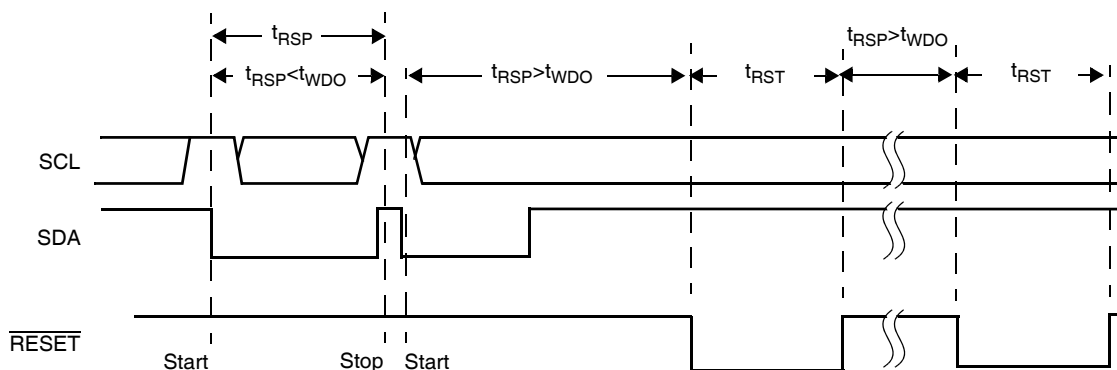 tRSP
tRSP<tWDO
tRSP>tWDO
tRST
tRSP>tWDO
tRST
SCL
SDA
RESET
Start
Stop
Start